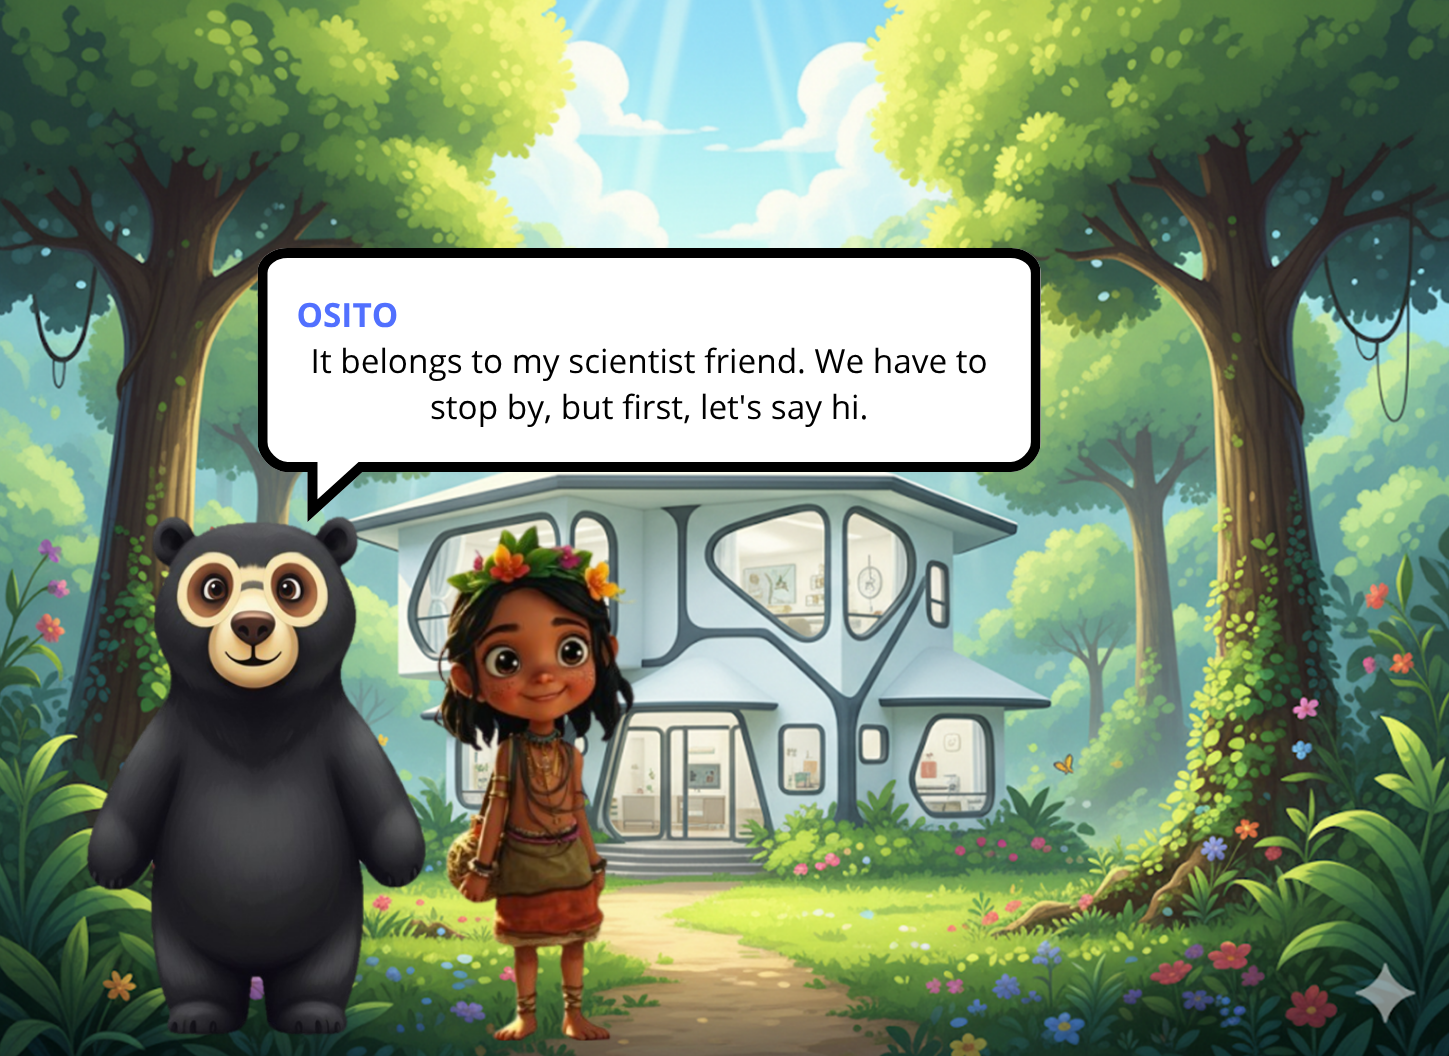 OSITO
It belongs to my scientist friend. We have to
stop by, but first, let's say hi.